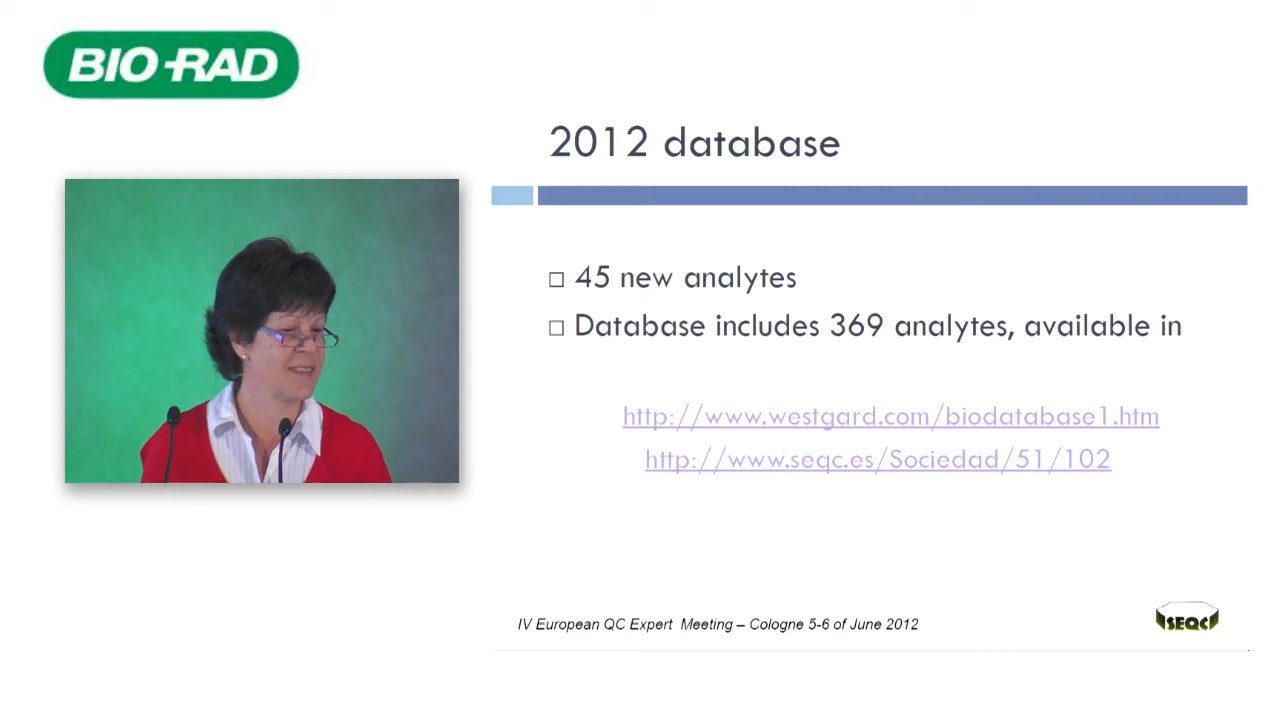 BIO-RAD
2012 database
45 new analytes
Database includes 369 analytes, available in
http://www.westgard.com/biodatabase1.htm
http://www.seqc.es/Sociedad/51/102
IV European QC Expert Meeting – Cologne 5-6 of June 2012
SEQC